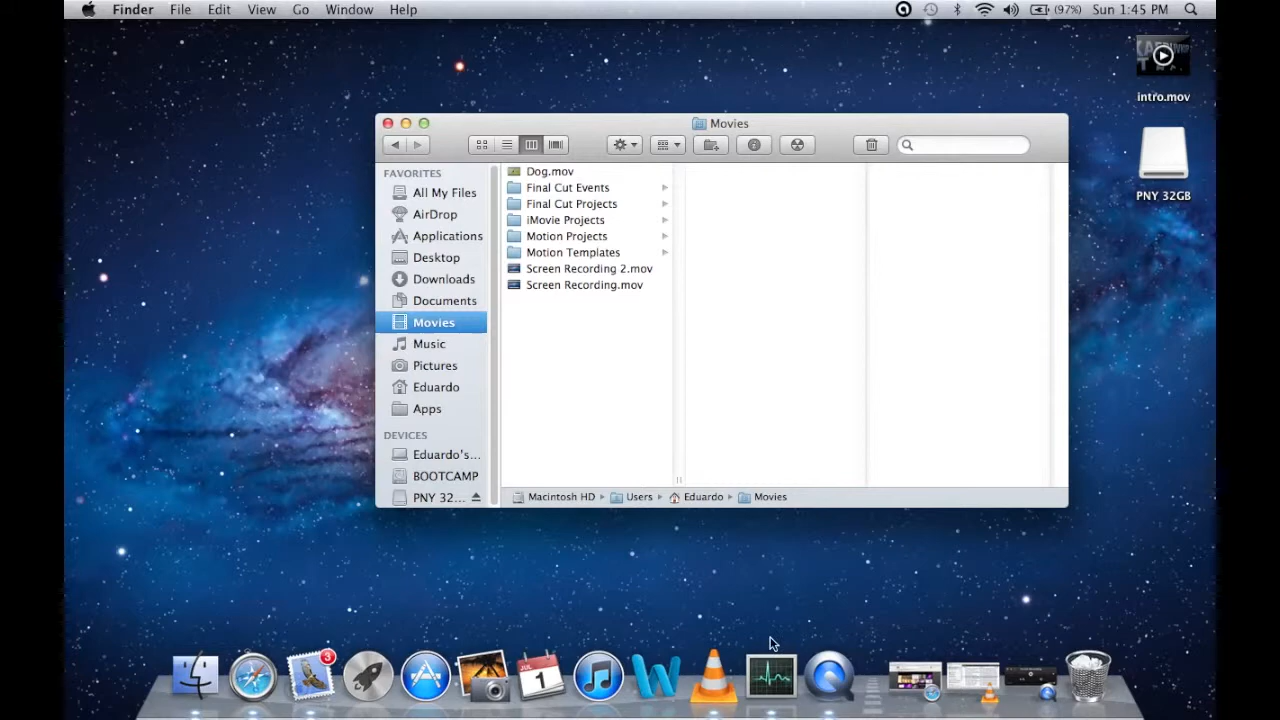 Finder File Edit View Go Window Help (97%) Sun 1:45 PM
intro.mov
PNY 32GB
Movies
FAVORITES
All My Files
AirDrop
Applications
Desktop
Downloads
Documents
Movies
Music
Pictures
Eduardo
Apps
DEVICES
Eduardo's...
BOOTCAMP
PNY 32...
Dog.mov
Final Cut Events
Final Cut Projects
iMovie Projects
Motion Projects
Motion Templates
Screen Recording 2.mov
Screen Recording.mov
Macintosh HD Users Eduardo Movies
3
JUL
1